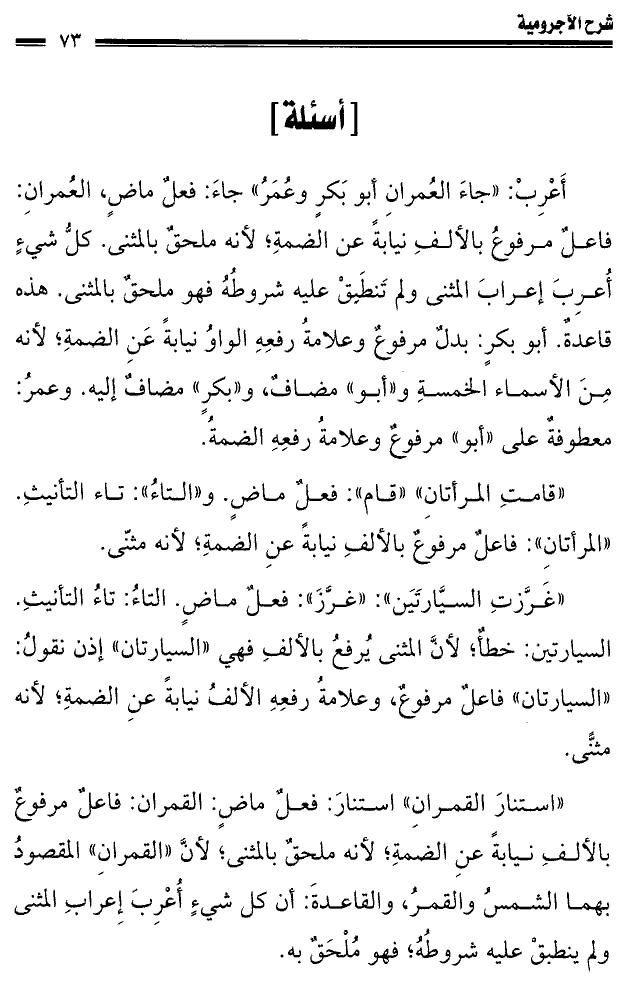 شرح الآجرومية
٧٣
[أسئلة]
أَعْرِبْ: «جاءَ العُمرانِ أبو بَكرٍ وعُمَرُ» جاءَ: فعلٌ ماضٍ، العُمرانِ:
فاعلٌ مرفوعُ بالألفِ نيابةً عن الضمةِ؛ لأنه ملحقٌ بالمثنى. كلُّ شيءٍ
أُعرِبَ إعرابَ المثنى ولم تَنطَبِقْ عليه شروطُهُ فهو ملحقٌ بالمثنى. هذه
قاعدةٌ. أبو بكرٍ: بدلٌ مرفوعٌ وعلامةُ رفعِهِ الواوُ نيابةً عَنِ الضمةِ؛ لأنه
مِنَ الأسماء الخمسةِ و«أبو» مضافٌ، و«بكرٍ» مضافٌ إليه. وعمرُ:
معطوفةٌ على «أبو» مرفوعٌ وعلامةُ رفعِهِ الضمةُ.
«قامتِ المرأتانِ» «قام»: فعلٌ ماضٍ. و«التاءُ»: تاء التأنيثِ.
«المرأتانِ»: فاعلٌ مرفوعٌ بالألفِ نيابةً عنِ الضمةِ؛ لأنه مثنّى.
«غَرَّزتِ السيَّارتَين»: «غرَّزَ»: فعلٌ ماضٍ. التاءُ: تاءُ التأنيثِ.
السيارتين: خطأٌ؛ لأنَّ المثنى يُرفعُ بالألفِ فهي «السيارتان» إذن نقولُ:
«السيارتان» فاعلٌ مرفوعٌ، وعلامةُ رفعِهِ الألفُ نيابةً عنِ الضمةِ؛ لأنه
مثنًّى.
«استنارَ القمرانِ» استنارَ: فعلٌ ماضٍ: القمران: فاعلٌ مرفوعٌ
بالألفِ نيابةً عنِ الضمةِ؛ لأنه ملحقٌ بالمثنى؛ لأنَّ «القمرانِ» المقصودُ
بهما الشمسُ والقمرُ، والقاعدةَ: أن كل شيءٍ أُعْرِبَ إعرابِ المثنى
ولم ينطبقْ عليه شروطُهُ؛ فهو مُلْحَقٌ به.